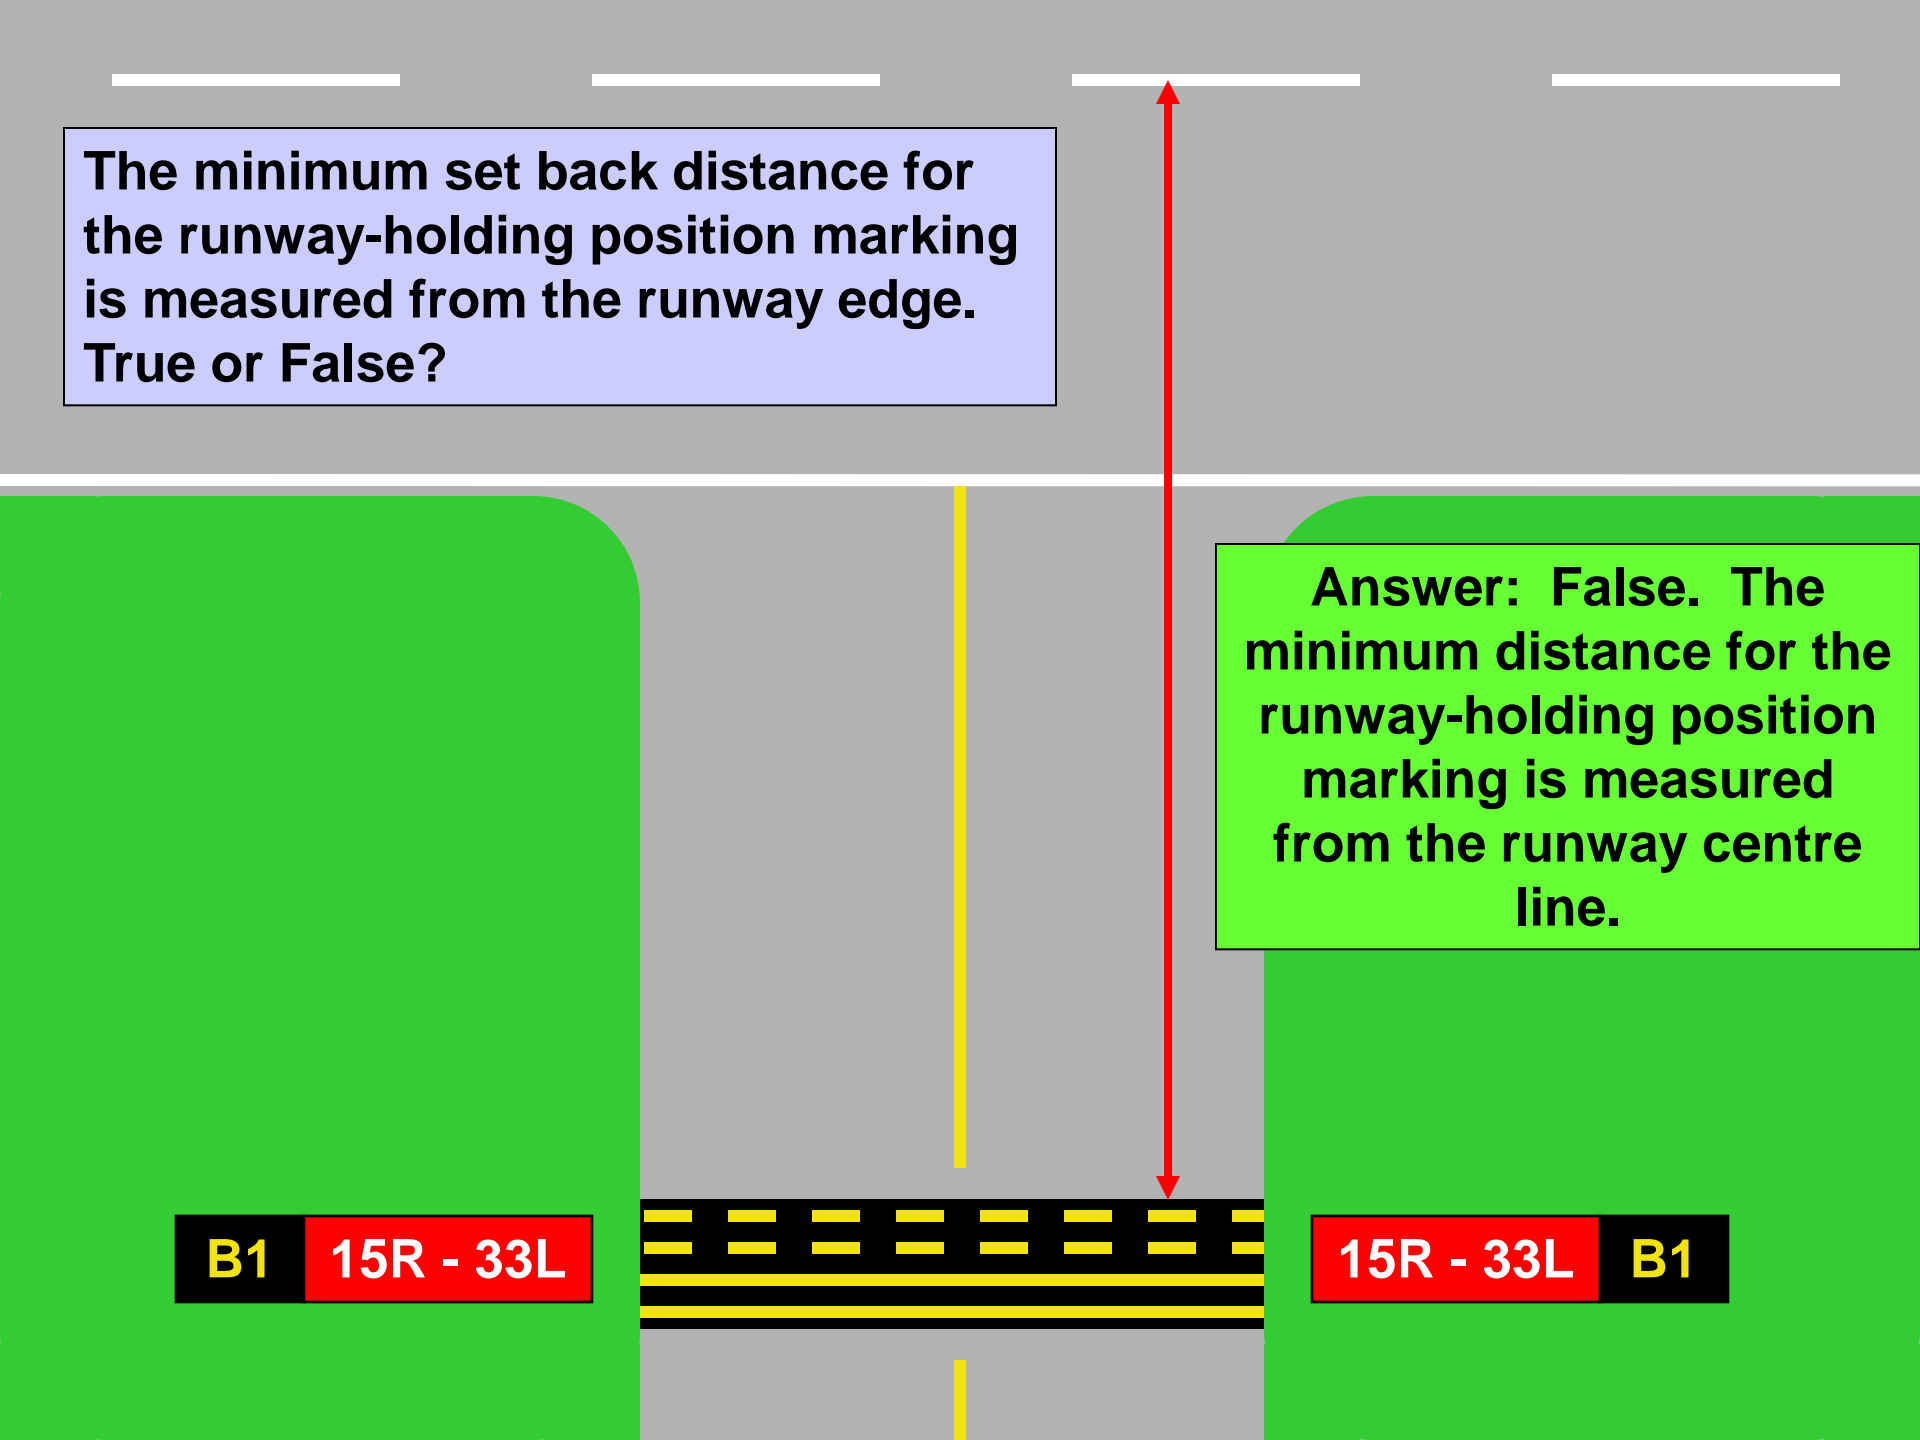 The minimum set back distance for
the runway-holding position marking
is measured from the runway edge.
True or False?
Answer:  False.  The
minimum distance for the
runway-holding position
marking is measured
from the runway centre
line.
B1 15R - 33L
15R - 33L B1